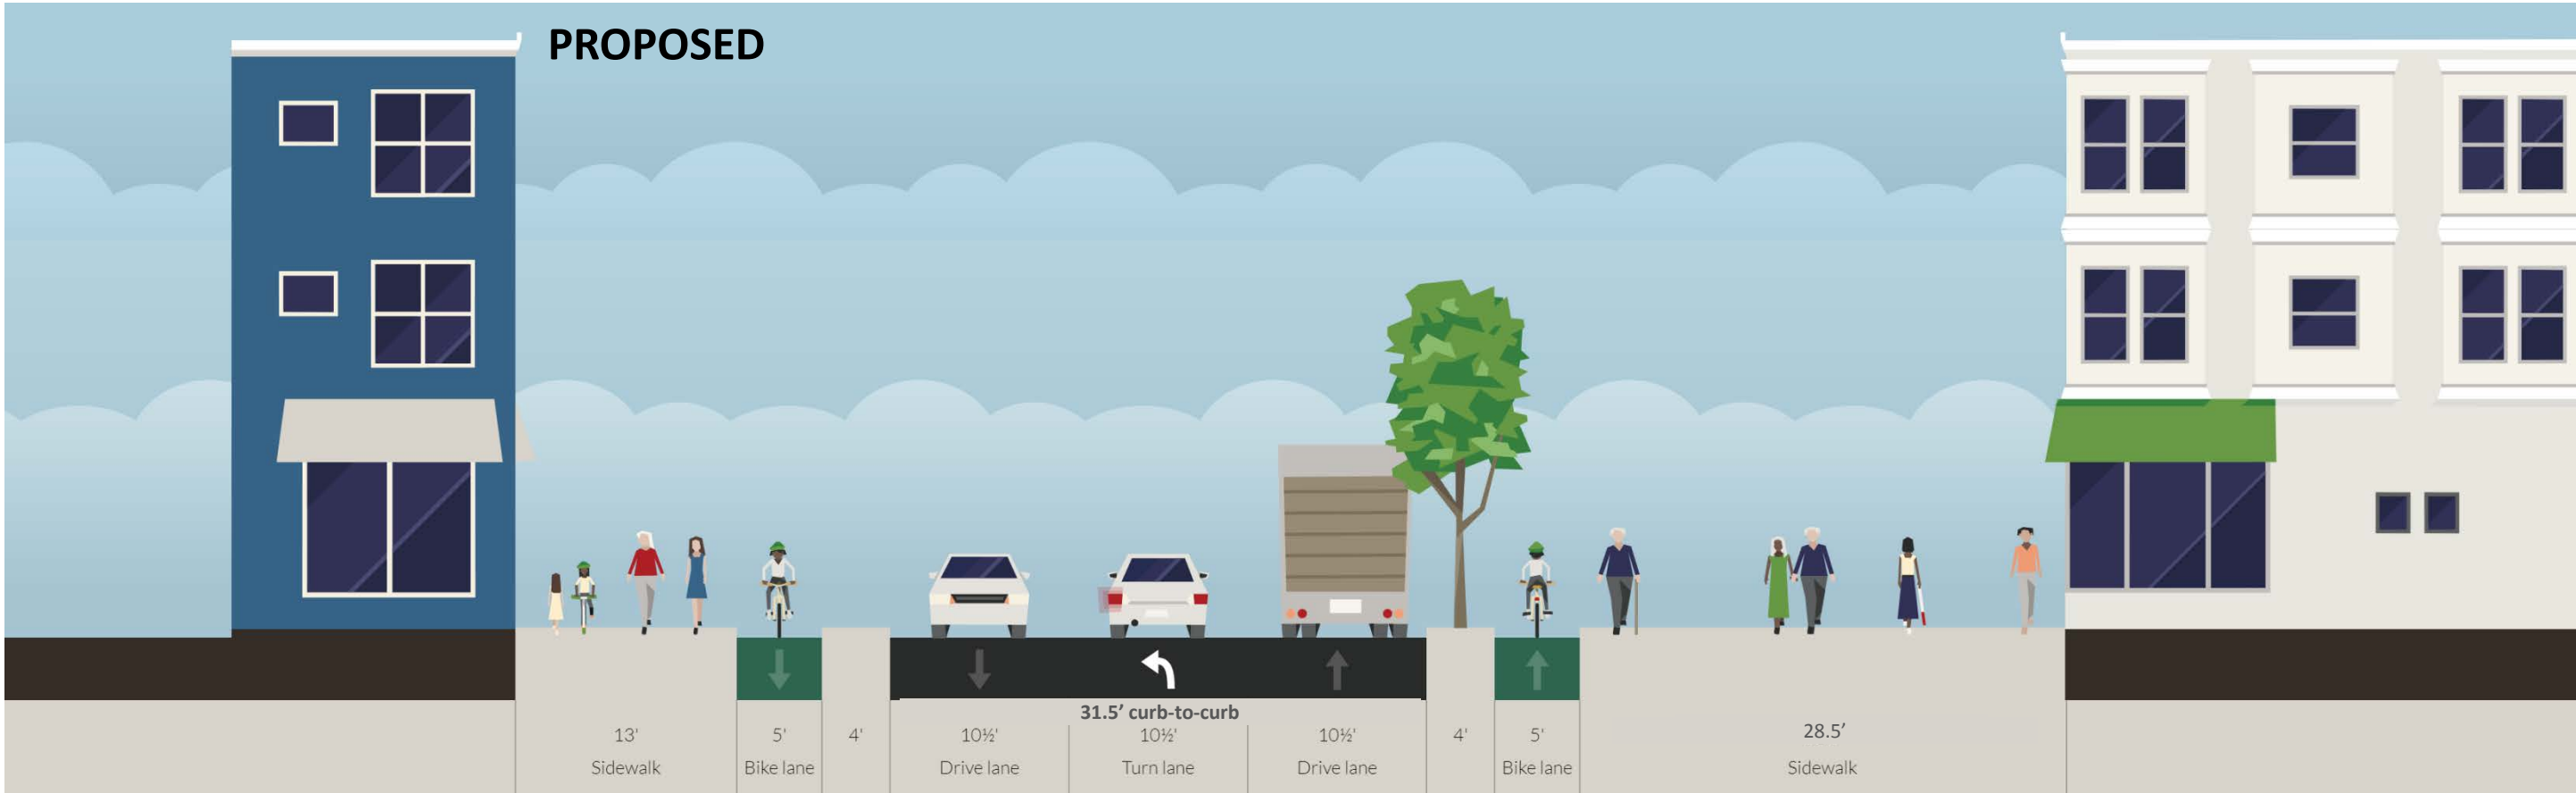 PROPOSED
31.5’ curb-to-curb
13' 5' 4' 10½' 10½' 10½' 4' 5' 28.5’
Sidewalk Bike lane Drive lane Turn lane Drive lane Bike lane Sidewalk